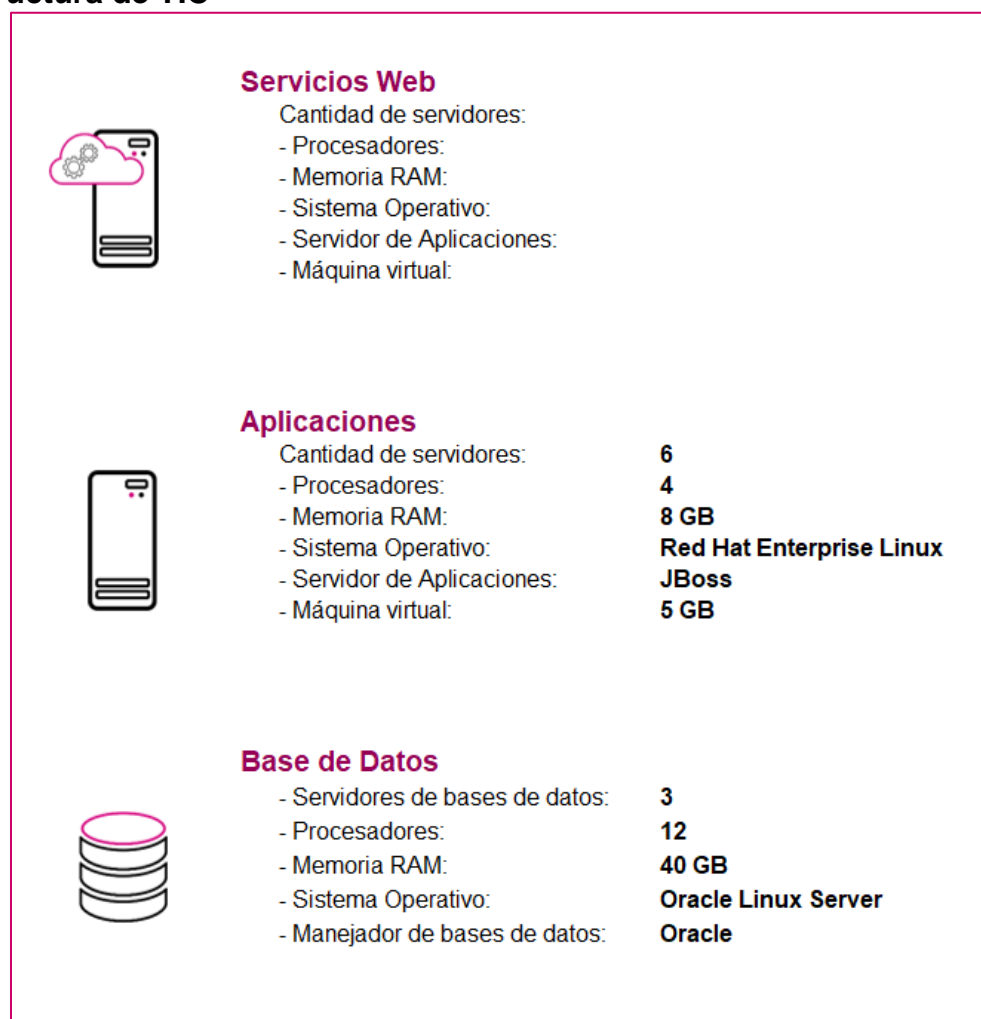 Servicios Web
Cantidad de servidores:
- Procesadores:
- Memoria RAM:
- Sistema Operativo:
- Servidor de Aplicaciones:
- Máquina virtual:
Aplicaciones
Cantidad de servidores: 6
- Procesadores: 4
- Memoria RAM: 8 GB
- Sistema Operativo: Red Hat Enterprise Linux
- Servidor de Aplicaciones: JBoss
- Máquina virtual: 5 GB
Base de Datos
- Servidores de bases de datos: 3
- Procesadores: 12
- Memoria RAM: 40 GB
- Sistema Operativo: Oracle Linux Server
- Manejador de bases de datos: Oracle